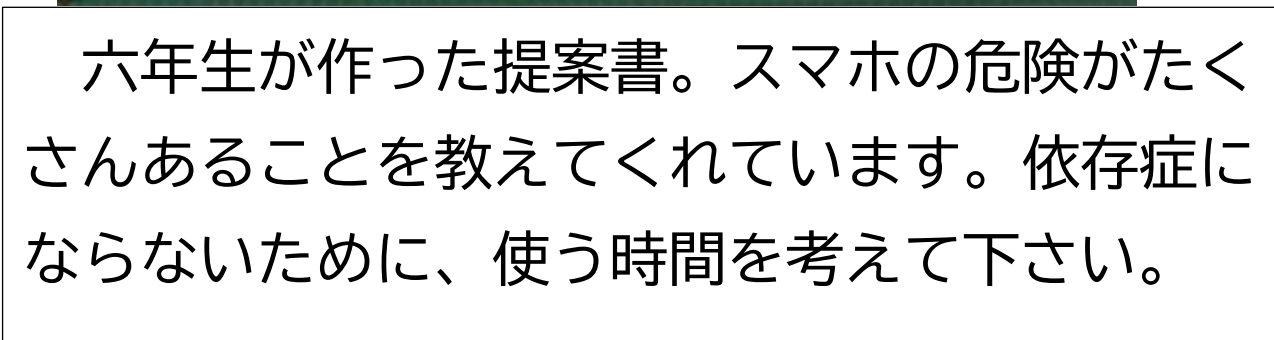 六年生が作った提案書。スマホの危険がたく
さんあることを教えてくれています。依存症に
ならないために、使う時間を考えて下さい。